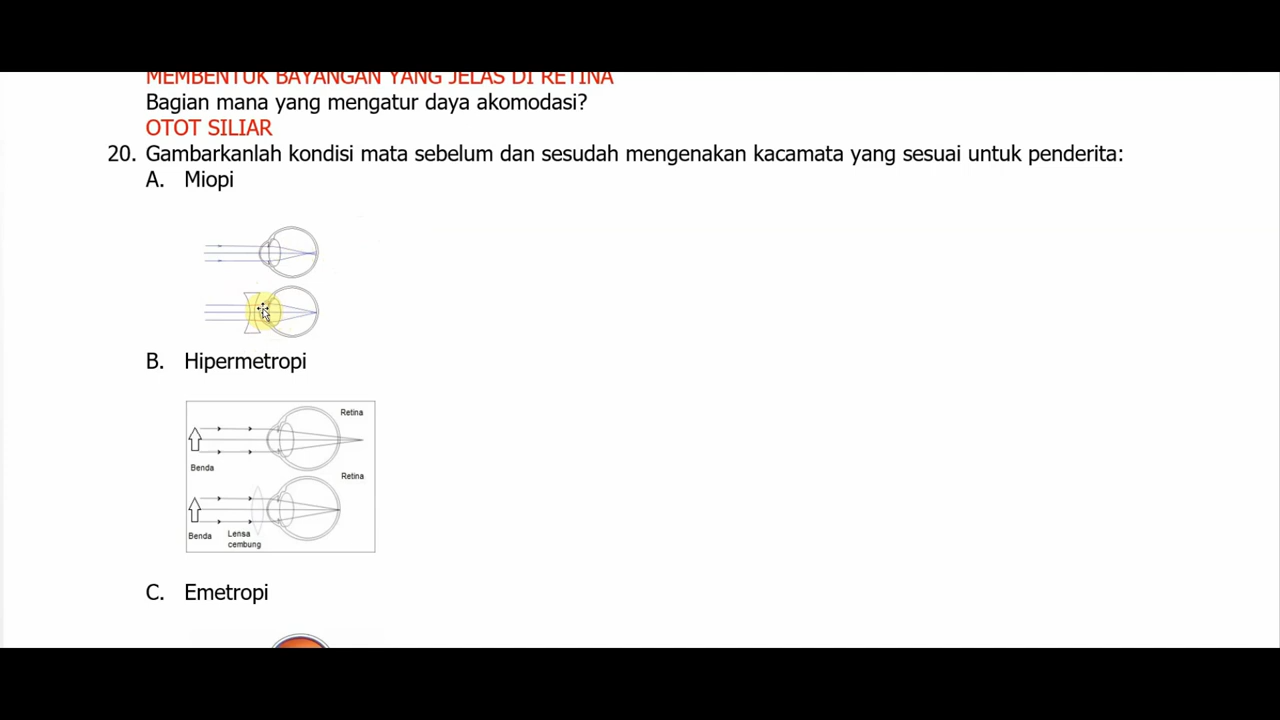 MEMBENTUK BAYANGAN YANG JELAS DI RETINA
Bagian mana yang mengatur daya akomodasi?
OTOT SILIAR
20. Gambarkanlah kondisi mata sebelum dan sesudah mengenakan kacamata yang sesuai untuk penderita:
A. Miopi
B. Hipermetropi
Retina
Benda
Retina
Benda
Lensa
cembung
C. Emetropi